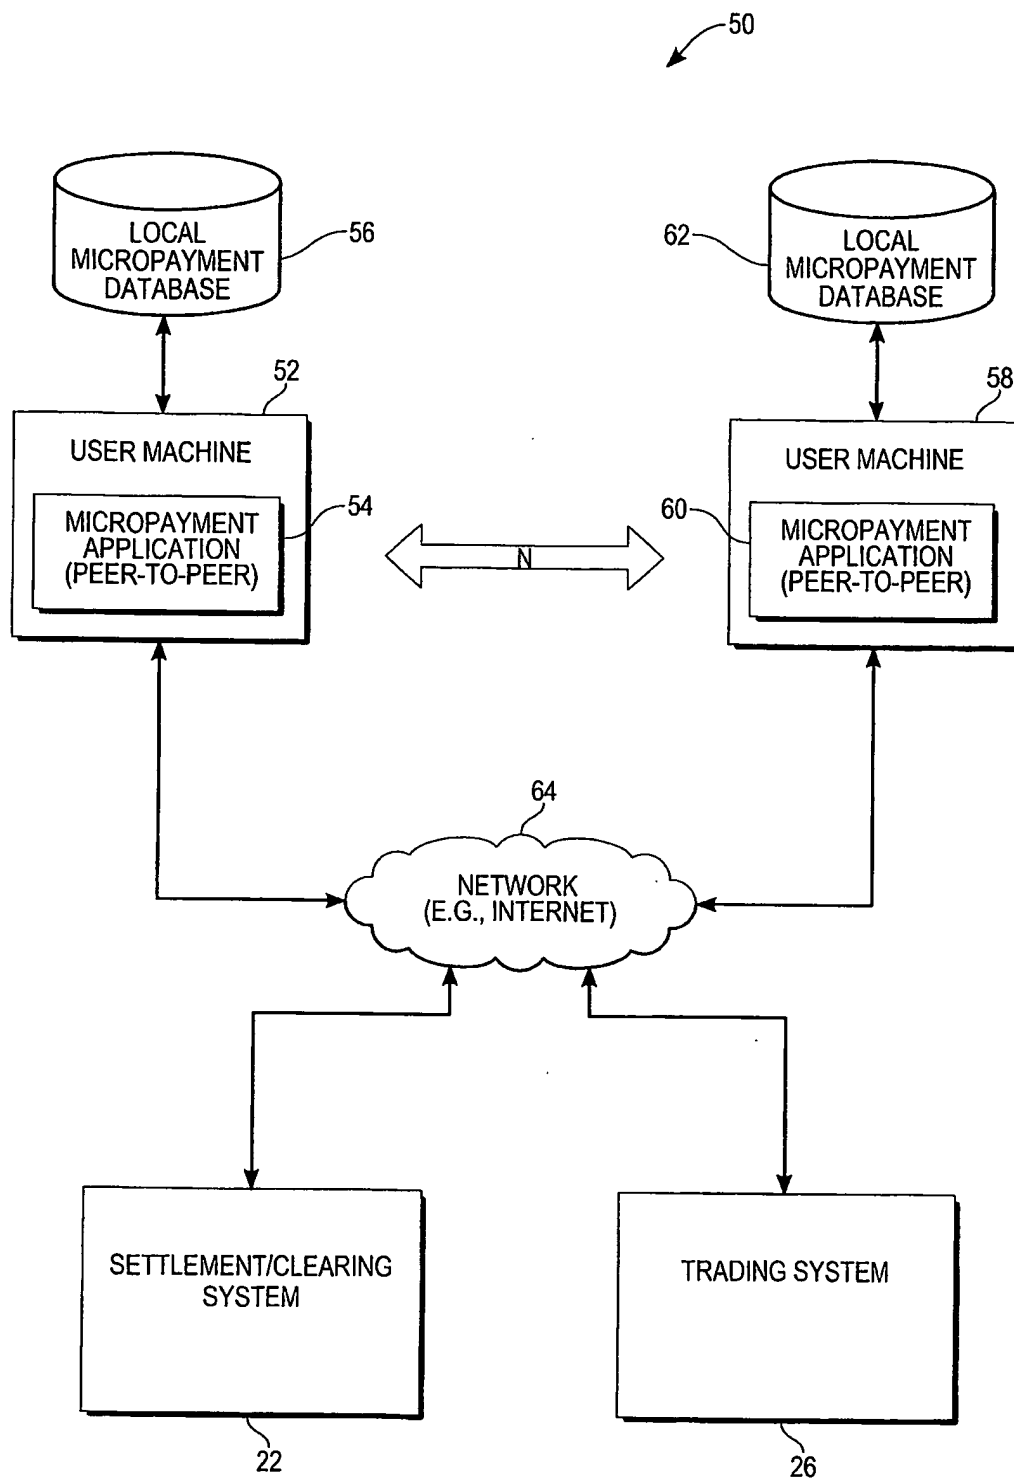 50
LOCAL
MICROPAYMENT
DATABASE
56
62
LOCAL
MICROPAYMENT
DATABASE
52
58
USER MACHINE
USER MACHINE
MICROPAYMENT
APPLICATION
(PEER-TO-PEER)
54
N
60
MICROPAYMENT
APPLICATION
(PEER-TO-PEER)
64
NETWORK
(E.G., INTERNET)
SETTLEMENT/CLEARING
SYSTEM
TRADING SYSTEM
22
26